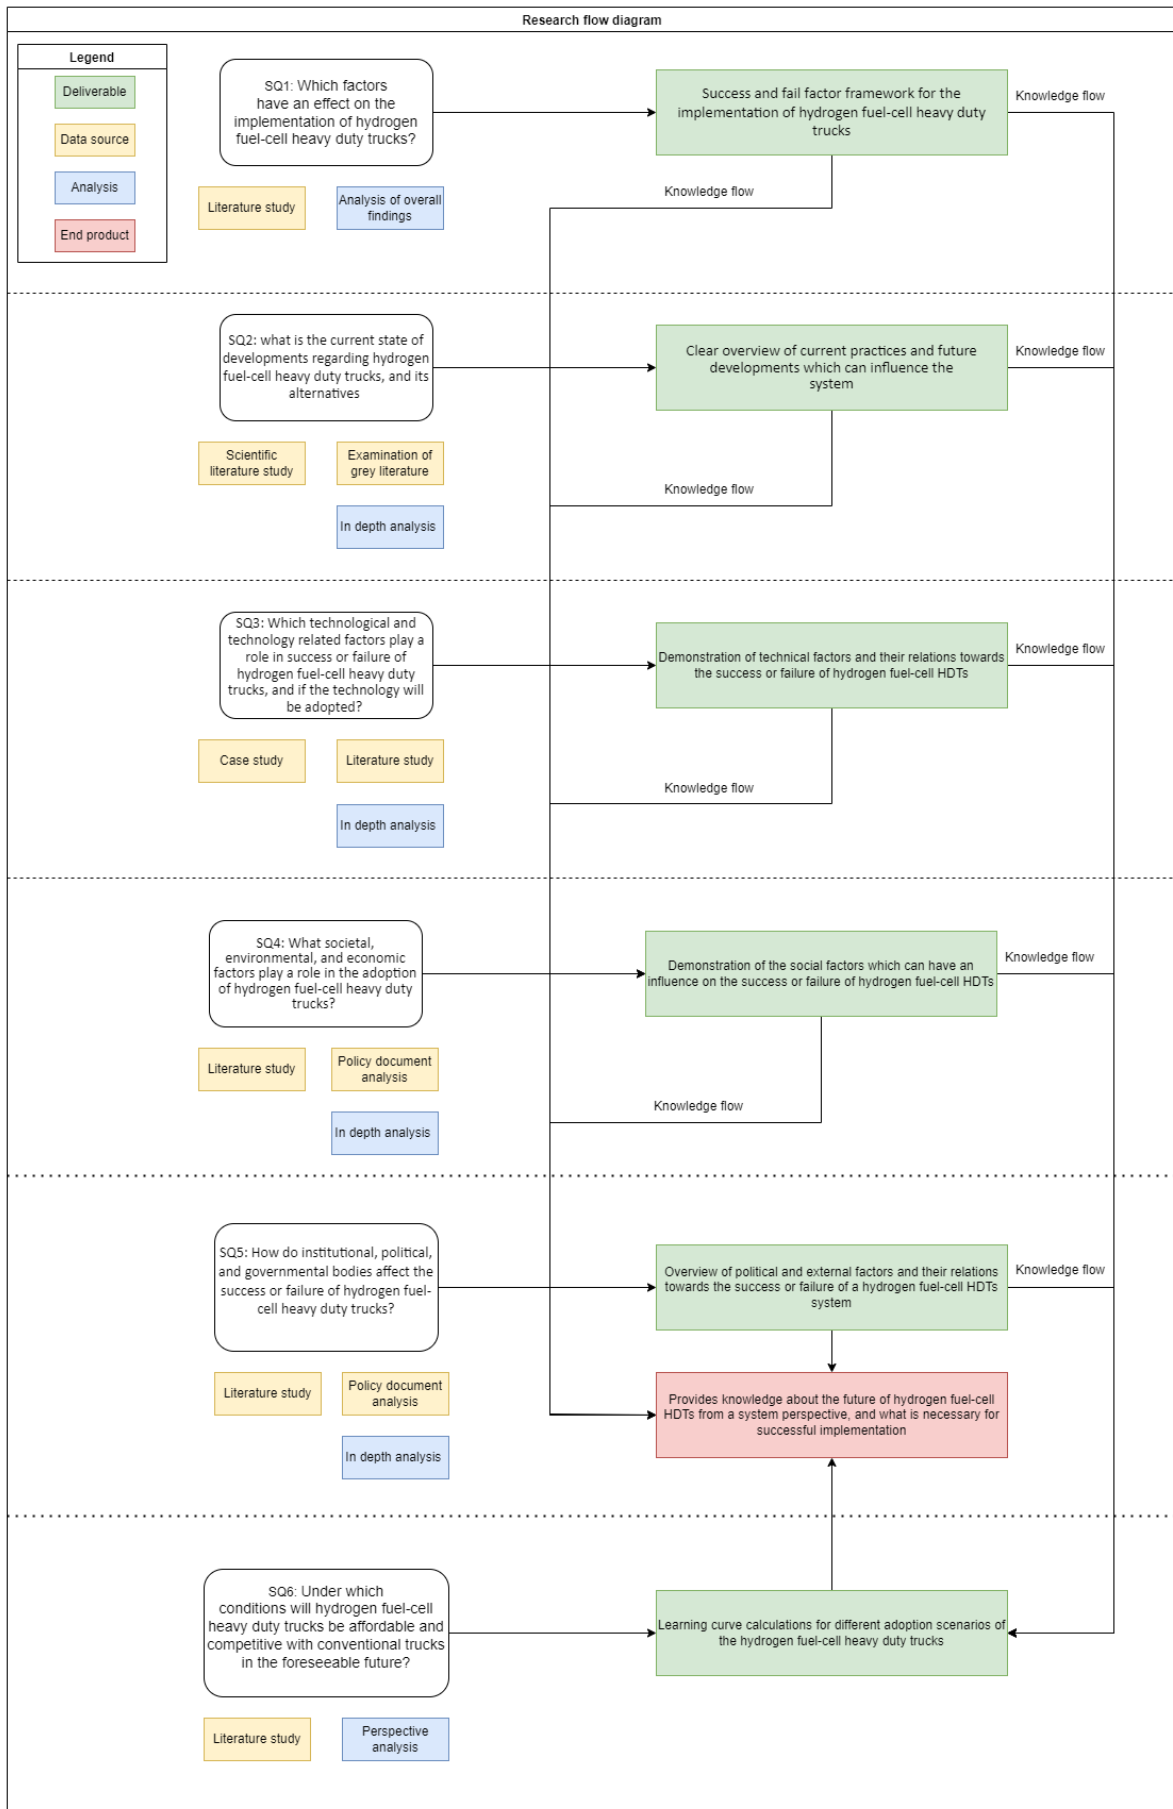 Research flow diagram
Legend
Deliverable
Data source
Analysis
End product
SQ1: Which factors
have an effect on the
implementation of hydrogen
fuel-cell heavy duty trucks?
Success and fail factor framework for the
implementation of hydrogen fuel-cell heavy duty
trucks
Knowledge flow
Knowledge flow
Literature study
Analysis of overall
findings
SQ2: what is the current state of
developments regarding hydrogen
fuel-cell heavy duty trucks, and its
alternatives
Clear overview of current practices and future
developments which can influence the
system
Knowledge flow
Scientific
literature study
Examination of
grey literature
Knowledge flow
In depth analysis
SQ3: Which technological and
technology related factors play a
role in success or failure of
hydrogen fuel-cell heavy duty
trucks, and if the technology will
be adopted?
Demonstration of technical factors and their relations towards
the success or failure of hydrogen fuel-cell HDTs
Knowledge flow
Case study
Literature study
Knowledge flow
In depth analysis
SQ4: What societal,
environmental, and economic
factors play a role in the adoption
of hydrogen fuel-cell heavy duty
trucks?
Demonstration of the social factors which can have an
influence on the success or failure of hydrogen fuel-cell HDTs
Knowledge flow
Literature study
Policy document
analysis
Knowledge flow
In depth analysis
SQ5: How do institutional, political,
and governmental bodies affect the
success or failure of hydrogen fuel-
cell heavy duty trucks?
Overview of political and external factors and their relations
towards the success or failure of a hydrogen fuel-cell HDTs
system
Knowledge flow
Literature study
Policy document
analysis
In depth analysis
Provides knowledge about the future of hydrogen fuel-cell
HDTs from a system perspective, and what is necessary for
successful implementation
SQ6: Under which
conditions will hydrogen fuel-cell
heavy duty trucks be affordable and
competitive with conventional trucks
in the foreseeable future?
Learning curve calculations for different adoption scenarios of
the hydrogen fuel-cell heavy duty trucks
Literature study
Perspective
analysis